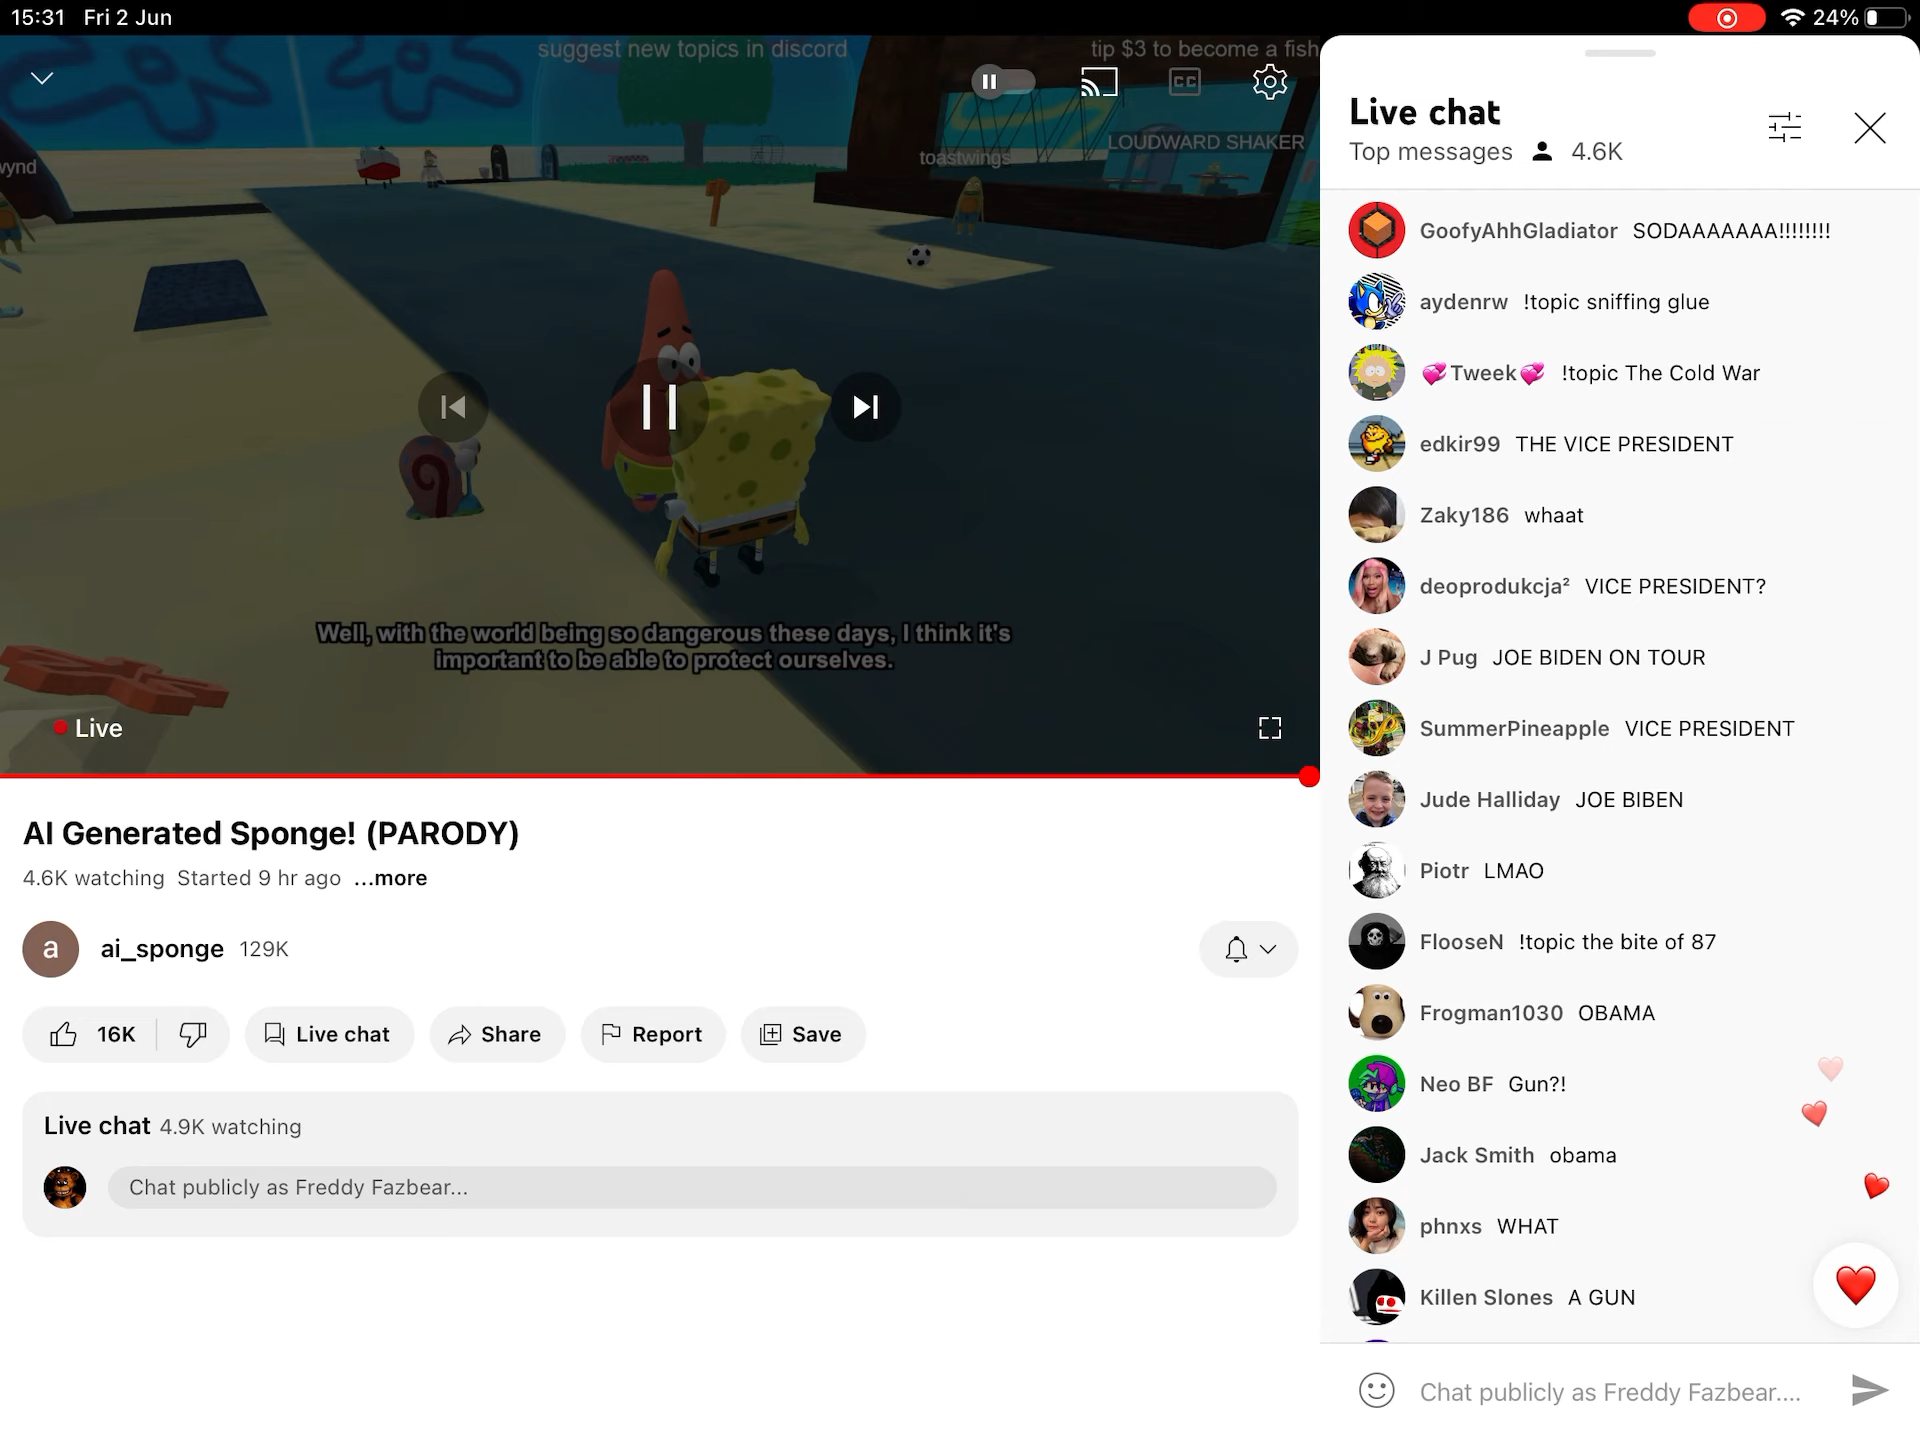 15:31 Fri 2 Jun
24%
suggest new topics in discord
tip $3 to become a fish
CC
LOUDWARD SHAKER
toastwings
wynd
Well, with the world being so dangerous these days, I think it's
important to be able to protect ourselves.
Live
AI Generated Sponge! (PARODY)
4.6K watching Started 9 hr ago ...more
a ai_sponge 129K
16K Live chat Share Report Save
Live chat 4.9K watching
Chat publicly as Freddy Fazbear...
Live chat
Top messages 4.6K
GoofyAhhGladiator SODAAAAAAA!!!!!!!!
aydenrw !topic sniffing glue
💞Tweek💞 !topic The Cold War
edkir99 THE VICE PRESIDENT
Zaky186 whaat
deoprodukcja² VICE PRESIDENT?
J Pug JOE BIDEN ON TOUR
SummerPineapple VICE PRESIDENT
Jude Halliday JOE BIBEN
Piotr LMAO
FlooseN !topic the bite of 87
Frogman1030 OBAMA
Neo BF Gun?!
Jack Smith obama
phnxs WHAT
Killen Slones A GUN
Chat publicly as Freddy Fazbear....